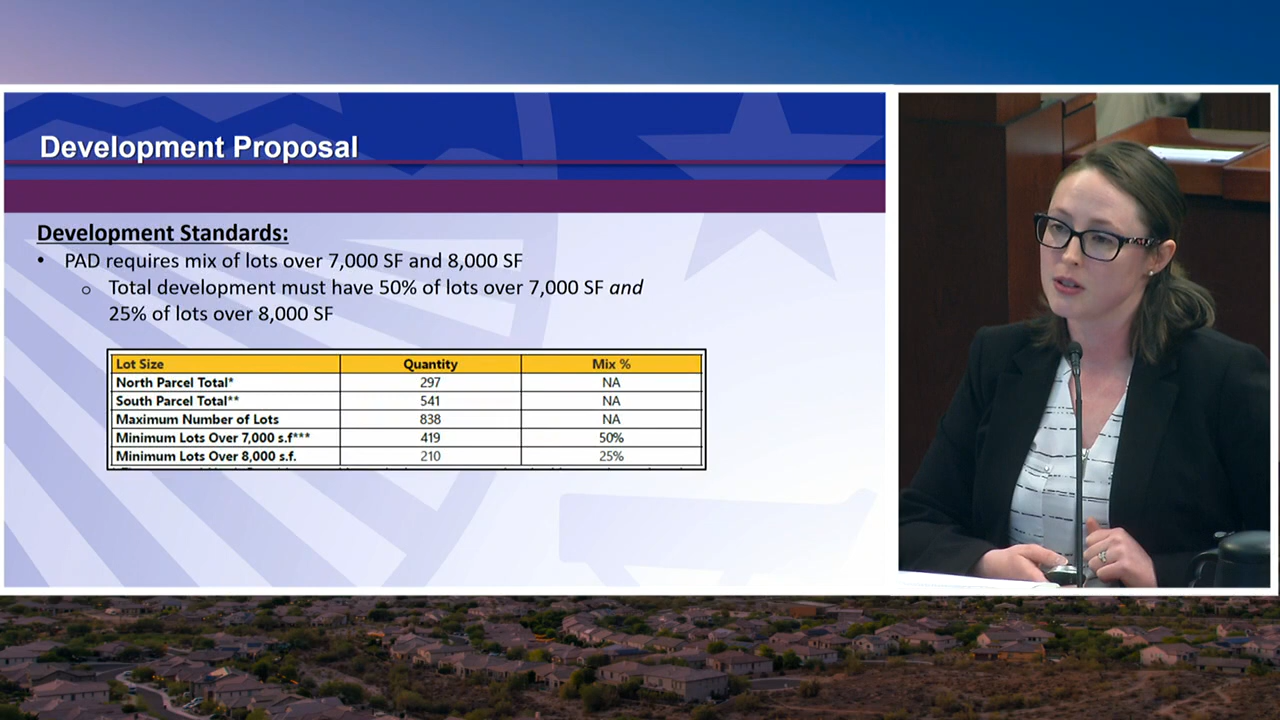 Development Proposal
Development Standards:
• PAD requires mix of lots over 7,000 SF and 8,000 SF
o Total development must have 50% of lots over 7,000 SF and
25% of lots over 8,000 SF
Lot Size Quantity Mix %
North Parcel Total* 297 NA
South Parcel Total** 541 NA
Maximum Number of Lots 838 NA
Minimum Lots Over 7,000 s.f*** 419 50%
Minimum Lots Over 8,000 s.f. 210 25%